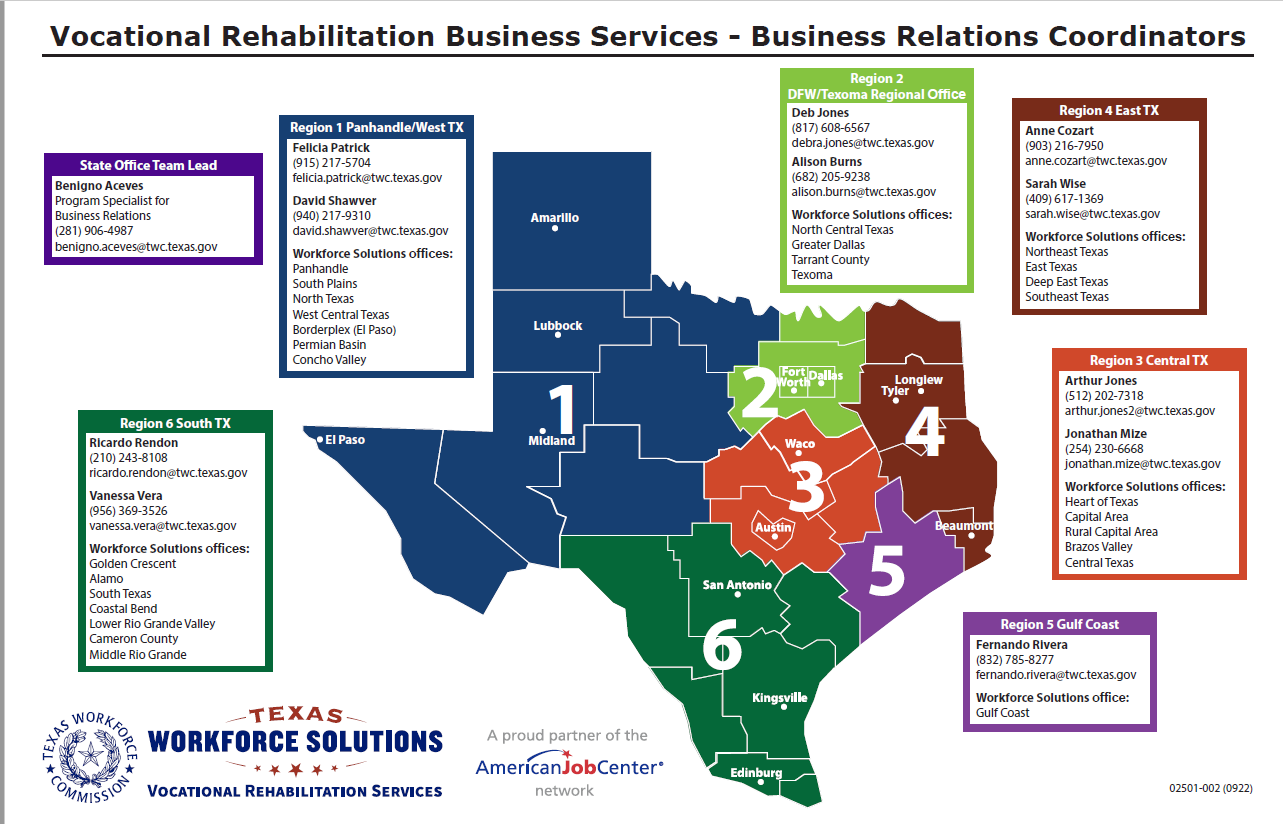 Vocational Rehabilitation Business Services - Business Relations Coordinators
State Office Team Lead
Benigno Aceves
Program Specialist for
Business Relations
(281) 906-4987
benigno.aceves@twc.texas.gov
Region 1 Panhandle/West TX
Felicia Patrick
(915) 217-5704
felicia.patrick@twc.texas.gov
David Shawver
(940) 217-9310
david.shawver@twc.texas.gov
Workforce Solutions offices:
Panhandle
South Plains
North Texas
West Central Texas
Borderplex (El Paso)
Permian Basin
Concho Valley
Region 2
DFW/Texoma Regional Office
Deb Jones
(817) 608-6567
debra.jones@twc.texas.gov
Alison Burns
(682) 205-9238
alison.burns@twc.texas.gov
Workforce Solutions offices:
North Central Texas
Greater Dallas
Tarrant County
Texoma
Region 4 East TX
Anne Cozart
(903) 216-7950
anne.cozart@twc.texas.gov
Sarah Wise
(409) 617-1369
sarah.wise@twc.texas.gov
Workforce Solutions offices:
Northeast Texas
East Texas
Deep East Texas
Southeast Texas
Region 3 Central TX
Arthur Jones
(512) 202-7318
arthur.jones2@twc.texas.gov
Jonathan Mize
(254) 230-6668
jonathan.mize@twc.texas.gov
Workforce Solutions offices:
Heart of Texas
Capital Area
Rural Capital Area
Brazos Valley
Central Texas
Region 6 South TX
Ricardo Rendon
(210) 243-8108
ricardo.rendon@twc.texas.gov
Vanessa Vera
(956) 369-3526
vanessa.vera@twc.texas.gov
Workforce Solutions offices:
Golden Crescent
Alamo
South Texas
Coastal Bend
Lower Rio Grande Valley
Cameron County
Middle Rio Grande
Region 5 Gulf Coast
Fernando Rivera
(832) 785-8277
fernando.rivera@twc.texas.gov
Workforce Solutions office:
Gulf Coast
Amarillo
Lubbock
1
Midland
El Paso
2
Fort
Worth
Dallas
Longlew
Tyler
4
Waco
3
Austin
Beaumont
5
San Antonio
6
Kingsville
Edinburg
TEXAS WORKFORCE
COMMISSION
TEXAS
WORKFORCE SOLUTIONS
VOCATIONAL REHABILITATION SERVICES
A proud partner of the
AmericanJobCenter®
network
02501-002 (0922)